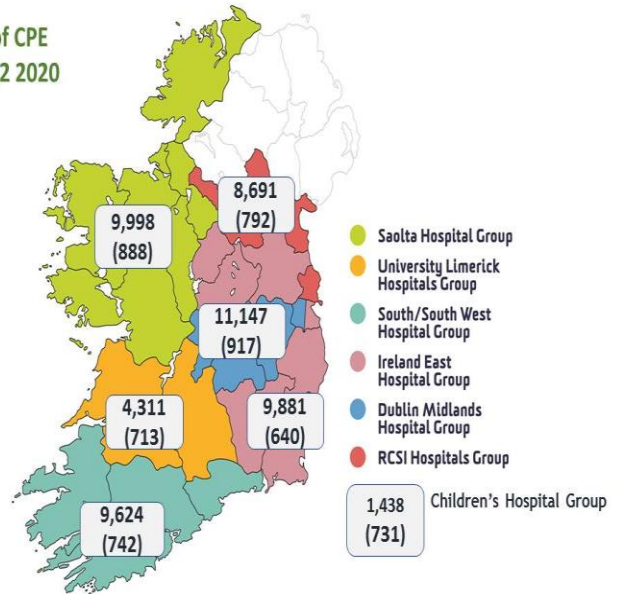 of CPE
2 2020
8,691
(792)
9,998
(888)
11,147
(917)
4,311
(713)
9,881
(640)
9,624
(742)
Saolta Hospital Group
University Limerick
Hospitals Group
South/South West
Hospital Group
Ireland East
Hospital Group
Dublin Midlands
Hospital Group
RCSI Hospitals Group
1,438
(731)
Children's Hospital Group